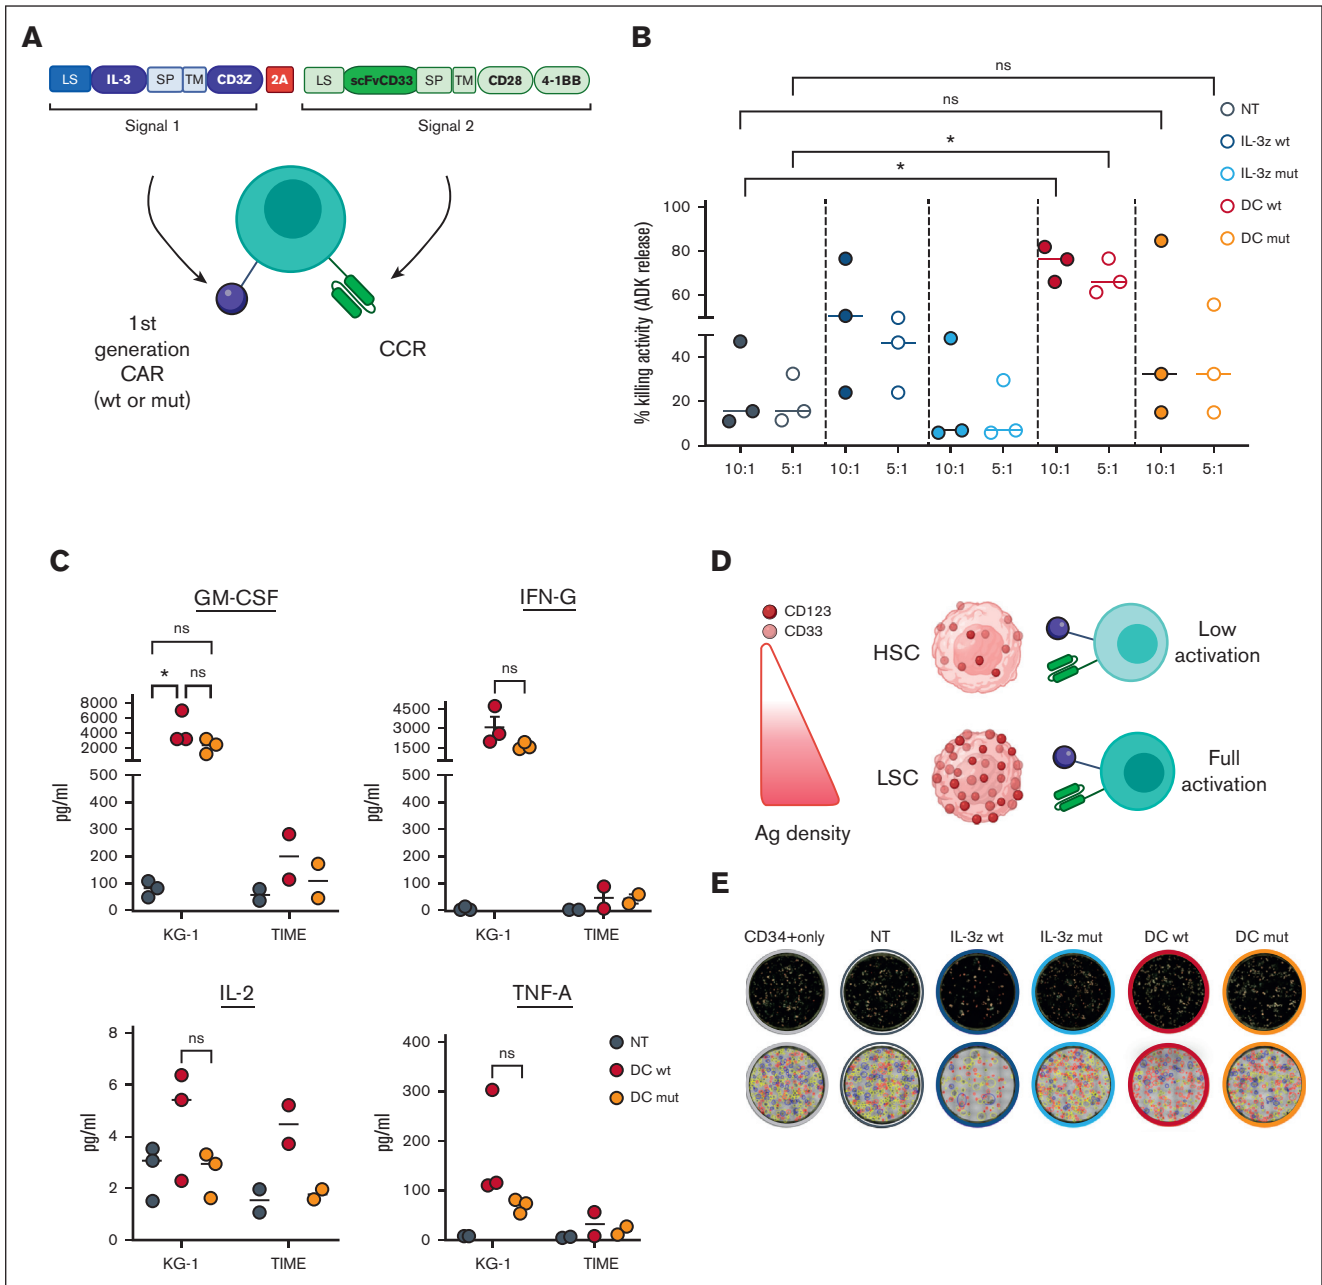 A
LS IL-3 SP TM CD3Z 2A LS scFvCD33 SP TM CD28 4-1BB
Signal 1 Signal 2
1st
generation
CAR
(wt or mut)
CCR
B
ns
ns
*
*
NT
IL-3z wt
IL-3z mut
DC wt
DC mut
% killing activity (ADK release)
100
80
60
40
20
0
10:1 5:1 10:1 5:1 10:1 5:1 10:1 5:1 10:1 5:1
C
GM-CSF
ns
* ns
pg/ml
8000
6000
4000
2000
500
400
300
200
100
0
KG-1 TIME
IFN-G
ns
pg/ml
4500
3000
1500
500
400
300
200
100
0
KG-1 TIME
IL-2
ns
pg/ml
8
6
4
2
0
KG-1 TIME
TNF-A
ns
pg/ml
400
300
200
100
0
KG-1 TIME
NT
DC wt
DC mut
D
CD123
CD33
Ag density
HSC
Low
activation
LSC
Full
activation
E
CD34+only NT IL-3z wt IL-3z mut DC wt DC mut